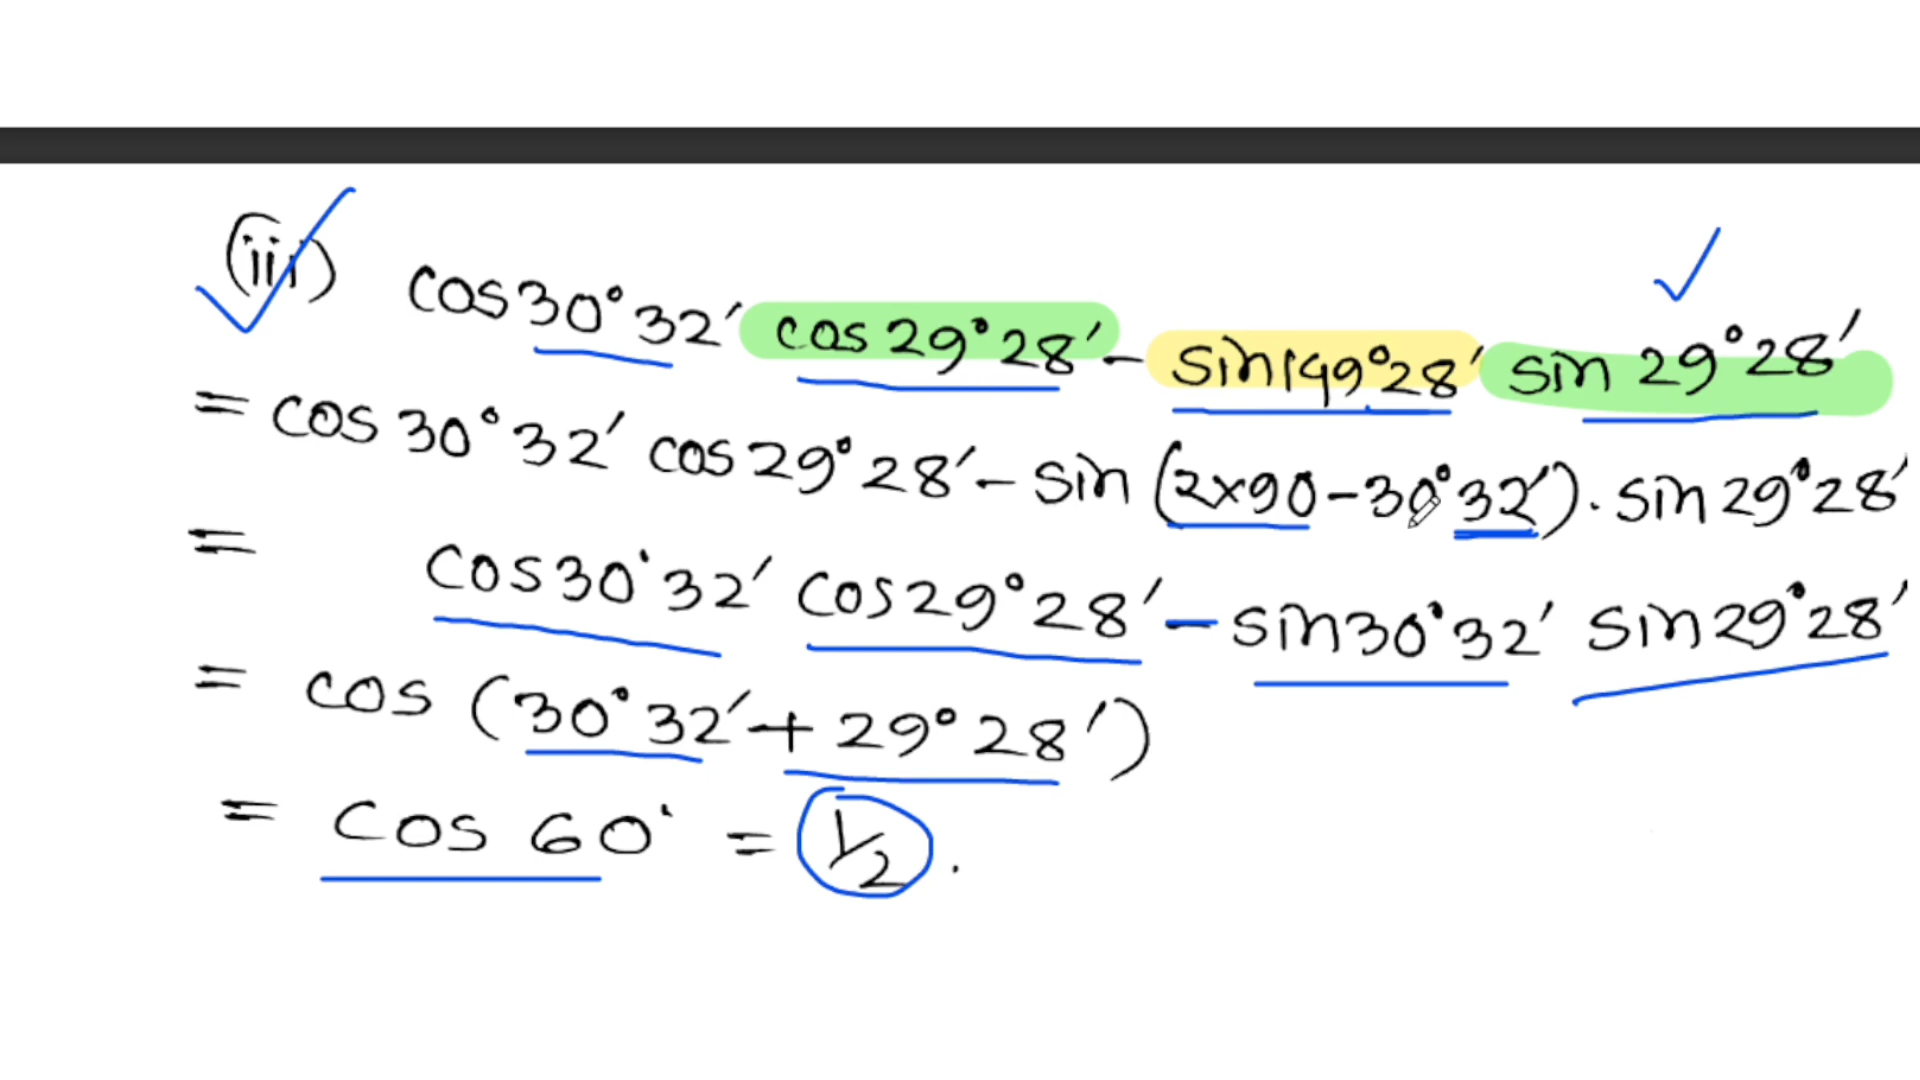 (iii) cos30°32′ cos29°28′ - sin149°28′ sin 29°28′
= cos 30°32′ cos29°28′ - sin (2×90-30°32′). sin29°28′
= cos30°32′ cos29°28′ - sin30°32′ sin29°28′
= cos (30°32′ + 29°28′)
= cos 60° = 1/2.